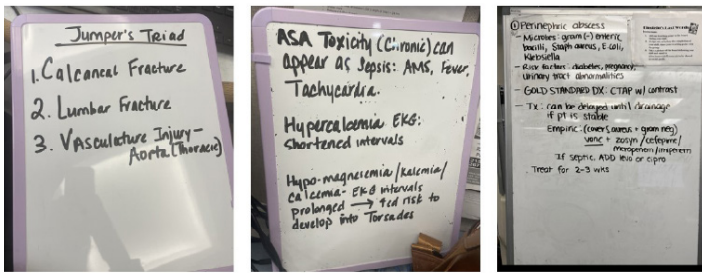 Jumper's Triad
1. Calcaneal Fracture
2. Lumbar Fracture
3. Vasculature Injury-
Aorta (Thoracic)
ASA Toxicity (Chronic) can
appear as Sepsis: AMS, Fever,
Tachycardia.
Hypercalcemia EKG:
shortened intervals
Hypo-magnesemia/kalemia/
calcemia- EKG intervals
prolonged → ↑ed risk to
develop into Torsades
① Perinephric abscess
- Microbes: gram (-) enteric
bacilli, Staph aureus, E.coli,
Klebsiella
- Risk factors: diabetes, pregnancy,
urinary tract abnormalities
- GOLD STANDARD DX: CTAP w/ contrast
- Tx: can be delayed until drainage
if pt is stable
Empiric: (covers aureus + gram neg)
vanc + zosyn/cefepime/
meropenem/imipenem
If septic ADD levo or cipro
Treat for 2-3 wks